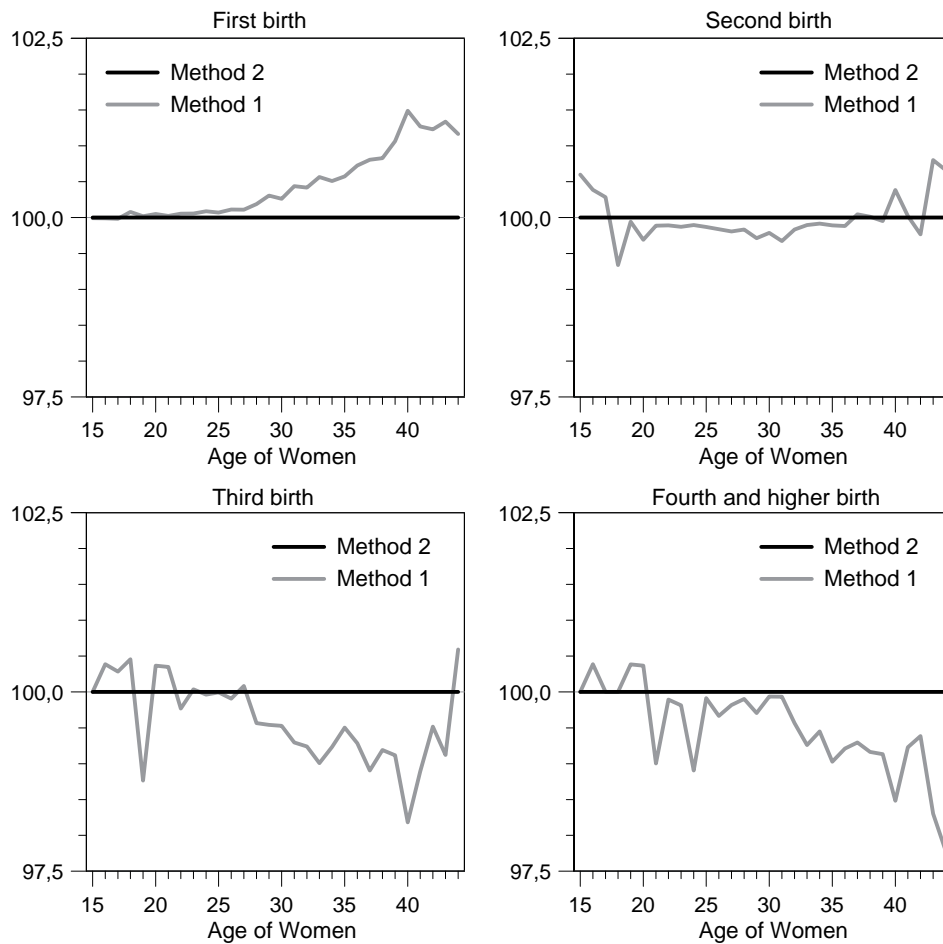 First birth
102,5
Method 2
Method 1
100,0
97,5
15 20 25 30 35 40
Age of Women
Second birth
102,5
Method 2
Method 1
100,0
97,5
15 20 25 30 35 40
Age of Women
Third birth
102,5
Method 2
Method 1
100,0
97,5
15 20 25 30 35 40
Age of Women
Fourth and higher birth
102,5
Method 2
Method 1
100,0
97,5
15 20 25 30 35 40
Age of Women